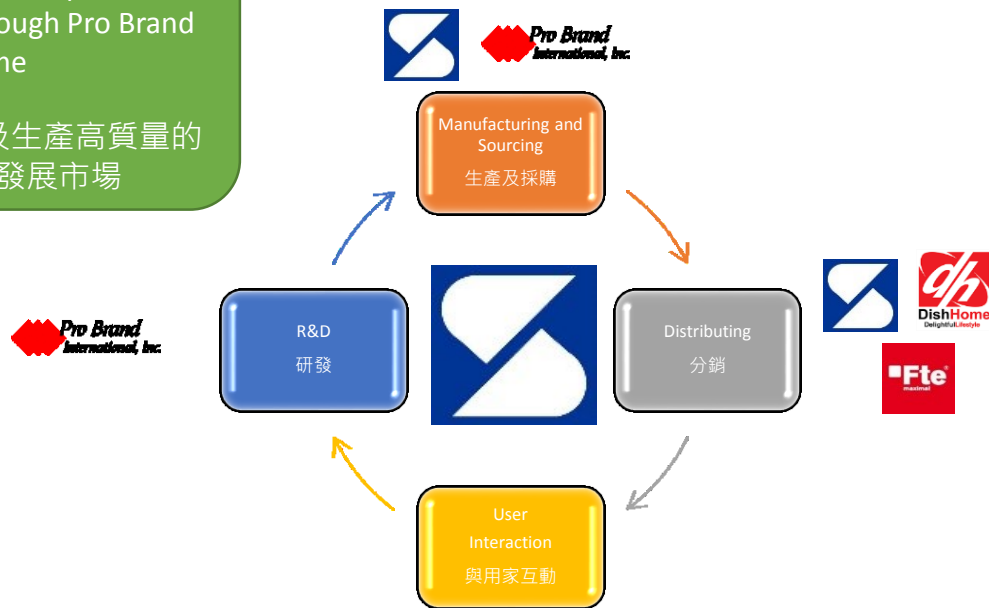 ough Pro Brand
ne
及生產高質量的
發展市場
Pro Brand
International, Inc.
Manufacturing and
Sourcing
生產及採購
Pro Brand
International, Inc.
R&D
研發
Distributing
分銷
dh
DishHome
DelightfulLifestyle
Fte
maximal
User
Interaction
與用家互動